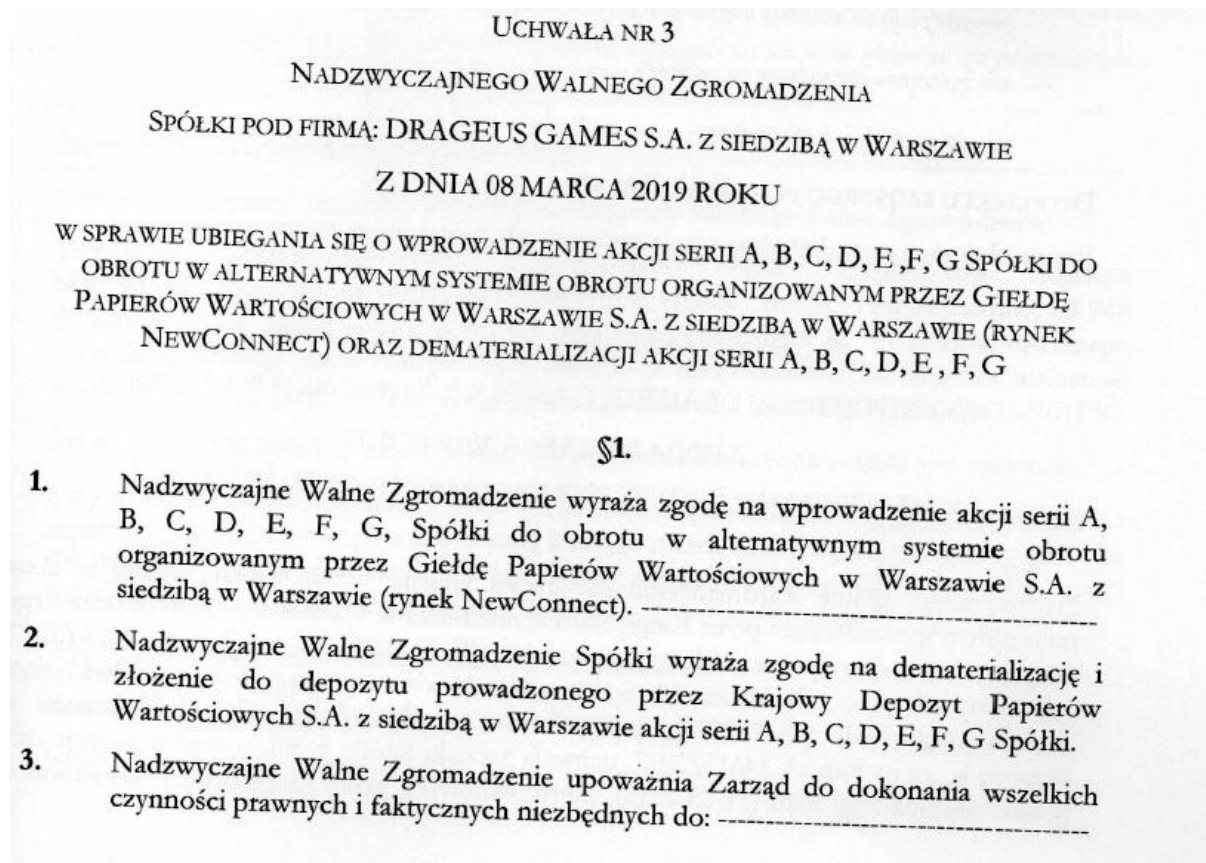 UCHWAŁA NR 3
NADZWYCZAJNEGO WALNEGO ZGROMADZENIA
SPÓŁKI POD FIRMĄ: DRAGEUS GAMES S.A. Z SIEDZIBĄ W WARSZAWIE
Z DNIA 08 MARCA 2019 ROKU
W SPRAWIE UBIEGANIA SIĘ O WPROWADZENIE AKCJI SERII A, B, C, D, E ,F, G SPÓŁKI DO
OBROTU W ALTERNATYWNYM SYSTEMIE OBROTU ORGANIZOWANYM PRZEZ GIEŁDĘ
PAPIERÓW WARTOŚCIOWYCH W WARSZAWIE S.A. Z SIEDZIBĄ W WARSZAWIE (RYNEK
NEWCONNECT) ORAZ DEMATERIALIZACJI AKCJI SERII A, B, C, D, E , F, G
§1.
1. Nadzwyczajne Walne Zgromadzenie wyraża zgodę na wprowadzenie akcji serii A,
B, C, D, E, F, G, Spółki do obrotu w alternatywnym systemie obrotu
organizowanym przez Giełdę Papierów Wartościowych w Warszawie S.A. z
siedzibą w Warszawie (rynek NewConnect). ----------------------------------------
2. Nadzwyczajne Walne Zgromadzenie Spółki wyraża zgodę na dematerializację i
złożenie do depozytu prowadzonego przez Krajowy Depozyt Papierów
Wartościowych S.A. z siedzibą w Warszawie akcji serii A, B, C, D, E, F, G Spółki.
3. Nadzwyczajne Walne Zgromadzenie upoważnia Zarząd do dokonania wszelkich
czynności prawnych i faktycznych niezbędnych do: --------------------------------